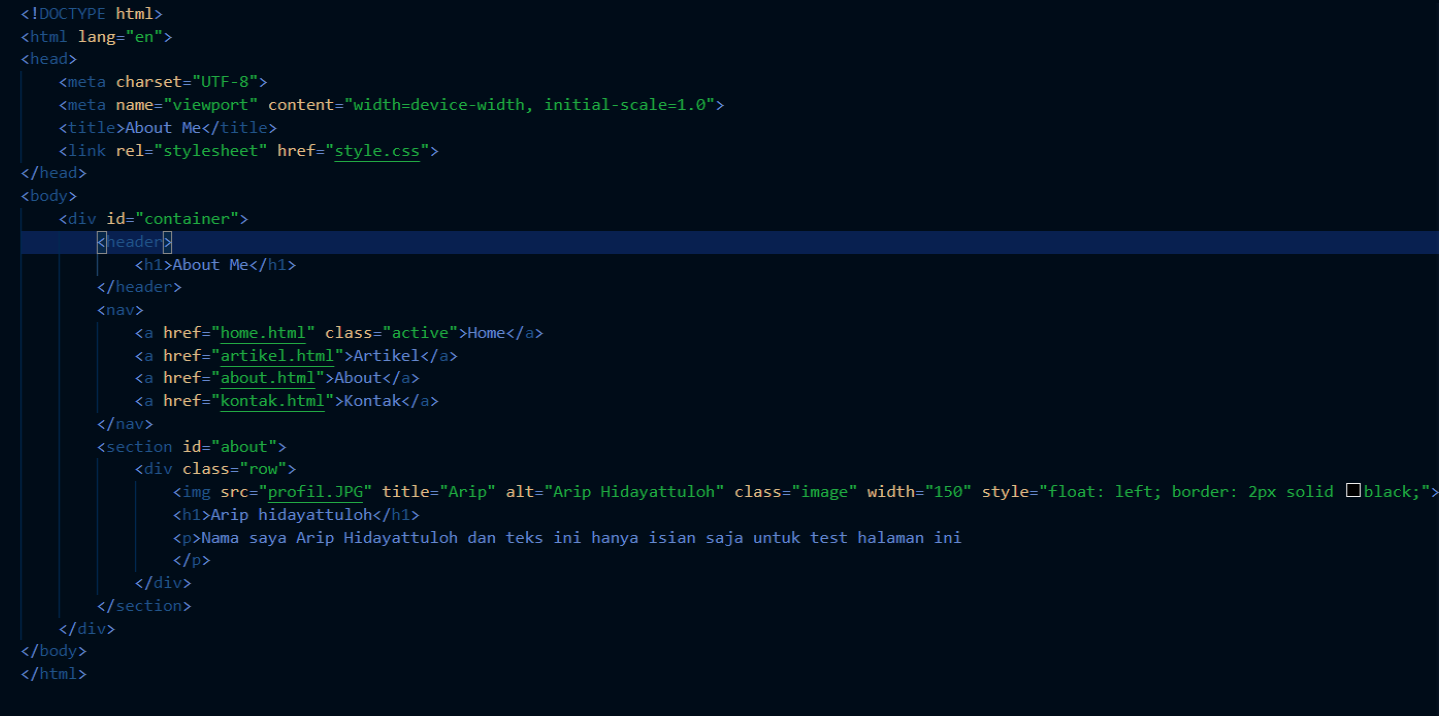 <!DOCTYPE html>
<html lang="en">
<head>
    <meta charset="UTF-8">
    <meta name="viewport" content="width=device-width, initial-scale=1.0">
    <title>About Me</title>
    <link rel="stylesheet" href="style.css">
</head>
<body>
    <div id="container">
        <header>
            <h1>About Me</h1>
        </header>
        <nav>
            <a href="home.html" class="active">Home</a>
            <a href="artikel.html">Artikel</a>
            <a href="about.html">About</a>
            <a href="kontak.html">Kontak</a>
        </nav>
        <section id="about">
            <div class="row">
                <img src="profil.JPG" title="Arip" alt="Arip Hidayattuloh" class="image" width="150" style="float: left; border: 2px solid black;">
                <h1>Arip hidayattuloh</h1>
                <p>Nama saya Arip Hidayattuloh dan teks ini hanya isian saja untuk test halaman ini
                </p>
            </div>
        </section>
    </div>
</body>
</html>